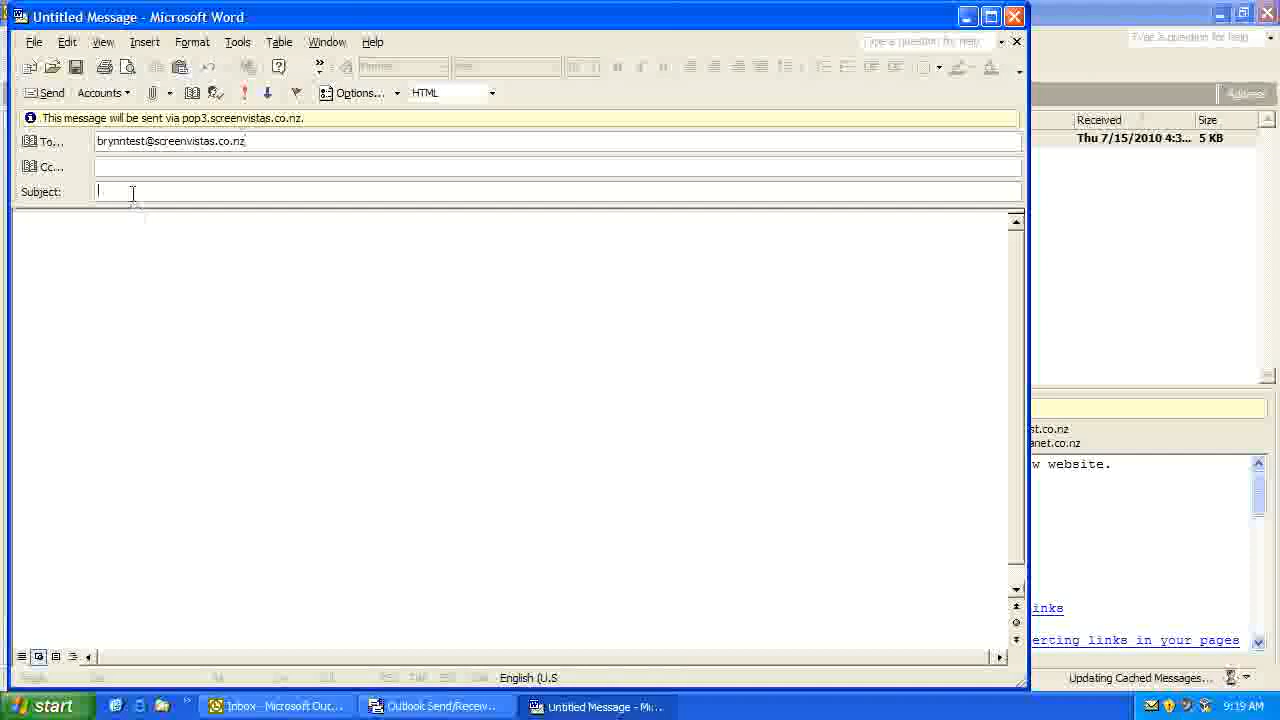 Untitled Message - Microsoft Word
File Edit View Insert Format Tools Table Window Help
Type a question for help
Type a question for help
Send Accounts Options... HTML
Address
This message will be sent via pop3.screenvistas.co.nz.
Received Size
To... brynntest@screenvistas.co.nz
Thu 7/15/2010 4:3... 5 KB
Cc...
Subject:
st.co.nz
anet.co.nz
w website.
inks
erting links in your pages
English (U.S
Updating Cached Messages...
start
Inbox - Microsoft Out...
Outlook Send/Receiv...
Untitled Message - Mi...
9:19 AM